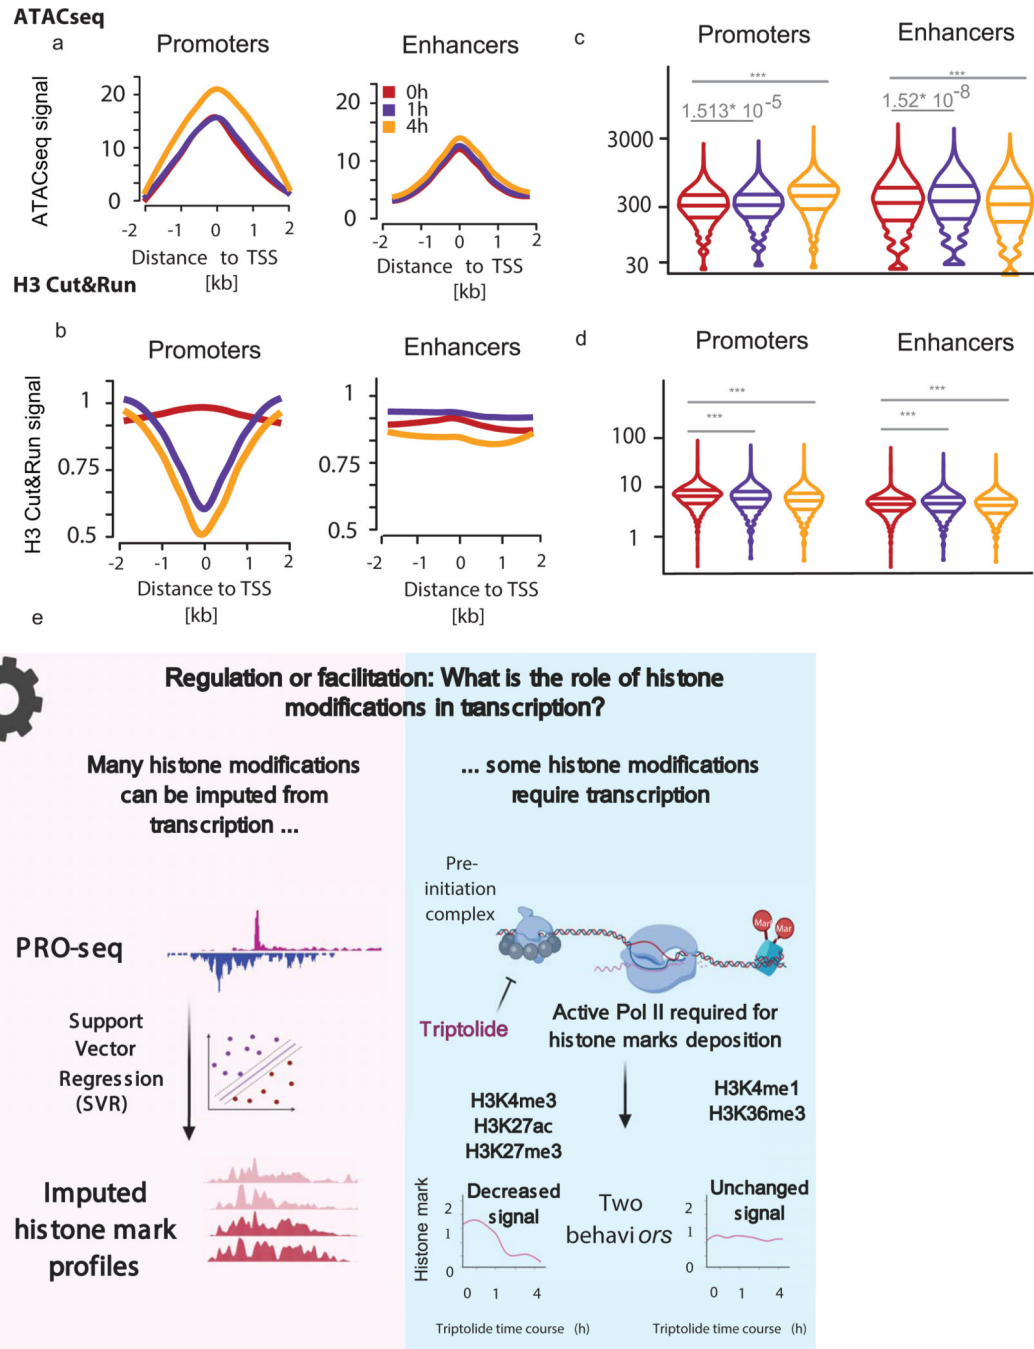 ATACseq
a
Promoters
Enhancers
ATACseq signal
20
10
0
-2 -1 0 1 2
Distance to TSS
[kb]
20
10
0
0h
1h
4h
-2 -1 0 1 2
Distance to TSS
[kb]
c
Promoters
Enhancers
***
1.513* 10-5
***
1.52* 10-8
3000
300
30
H3 Cut&Run
b
Promoters
Enhancers
H3 Cut&Run signal
1
0.75
0.5
-2 -1 0 1 2
Distance to TSS
[kb]
1
0.75
0.5
-2 -1 0 1 2
Distance to TSS
[kb]
d
Promoters
Enhancers
***
***
***
***
100
10
1
e
Regulation or facilitation: What is the role of histone
modifications in transcription?
Many histone modifications
can be imputed from
transcription ...
... some histone modifications
require transcription
PRO-seq
Support
Vector
Regression
(SVR)
Imputed
histone mark
profiles
Pre-
initiation
complex
Mar
Mar
Triptolide
Active Pol II required for
histone marks deposition
H3K4me3
H3K27ac
H3K27me3
H3K4me1
H3K36me3
Decreased
signal
Histone mark
2
1
0
0 1 4
Triptolide time course (h)
Two
behaviors
Unchanged
signal
2
1
0
0 1 4
Triptolide time course (h)